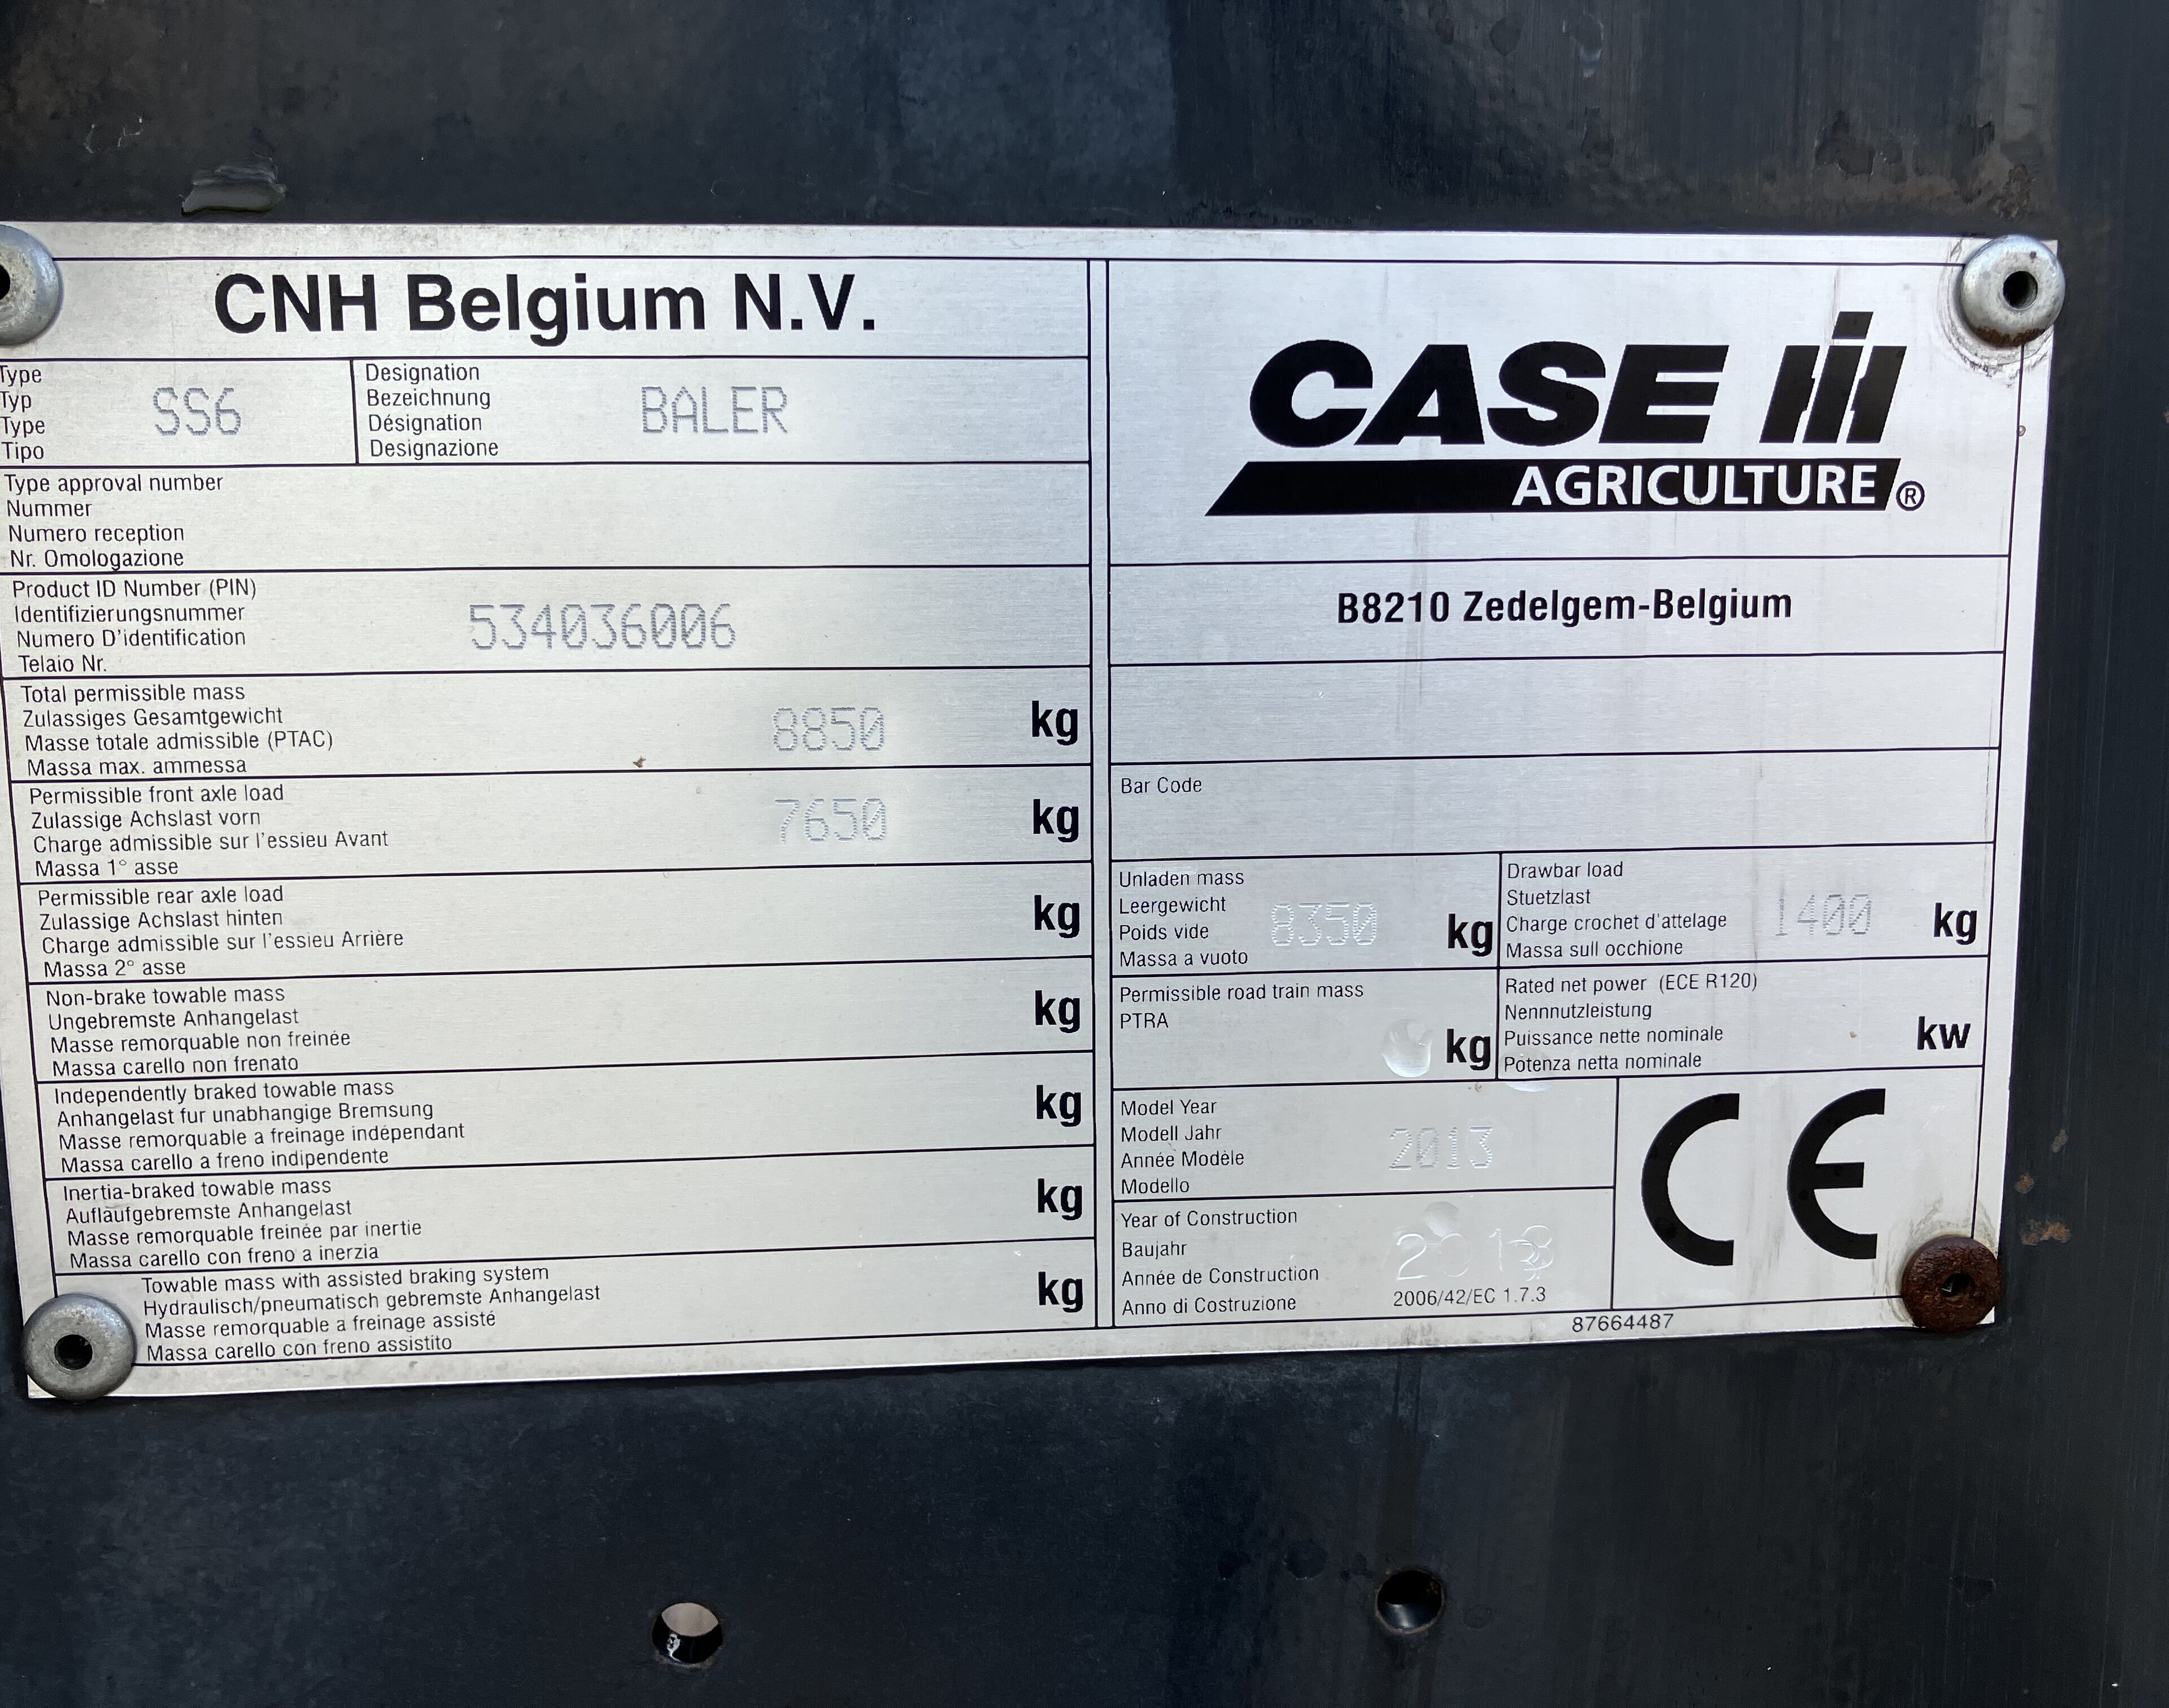 CNH Belgium N.V.
Type
Typ
Type
Tipo
SS6
Designation
Bezeichnung
Désignation
Designazione
BALER
Type approval number
Nummer
Numero reception
Nr. Omologazione
Product ID Number (PIN)
Identifizierungsnummer
Numero D'identification
Telaio Nr.
534036006
Total permissible mass
Zulassiges Gesamtgewicht
Masse totale admissible (PTAC)
Massa max. ammessa
8850 kg
Permissible front axle load
Zulassige Achslast vorn
Charge admissible sur l'essieu Avant
Massa 1° asse
7650 kg
Permissible rear axle load
Zulassige Achslast hinten
Charge admissible sur l'essieu Arrière
Massa 2° asse
kg
Non-brake towable mass
Ungebremste Anhangelast
Masse remorquable non freinée
Massa carello non frenato
kg
Independently braked towable mass
Anhangelast fur unabhangige Bremsung
Masse remorquable a freinage indépendant
Massa carello a freno indipendente
kg
Inertia-braked towable mass
Auflaufgebremste Anhangelast
Masse remorquable freinée par inertie
Massa carello con freno a inerzia
kg
Towable mass with assisted braking system
Hydraulisch/pneumatisch gebremste Anhangelast
Masse remorquable a freinage assisté
Massa carello con freno assistito
kg
CASE IH
AGRICULTURE ®
B8210 Zedelgem-Belgium
Bar Code
Unladen mass
Leergewicht
Poids vide
Massa a vuoto
8350 kg
Drawbar load
Stuetzlast
Charge crochet d'attelage
Massa sull occhione
1400 kg
Permissible road train mass
PTRA
kg
Rated net power (ECE R120)
Nennnutzleistung
Puissance nette nominale
Potenza netta nominale
kw
Model Year
Modell Jahr
Année Modèle
Modello
2013
Year of Construction
Baujahr
Année de Construction
Anno di Costruzione
2006/42/EC 1.7.3
CE
87664487